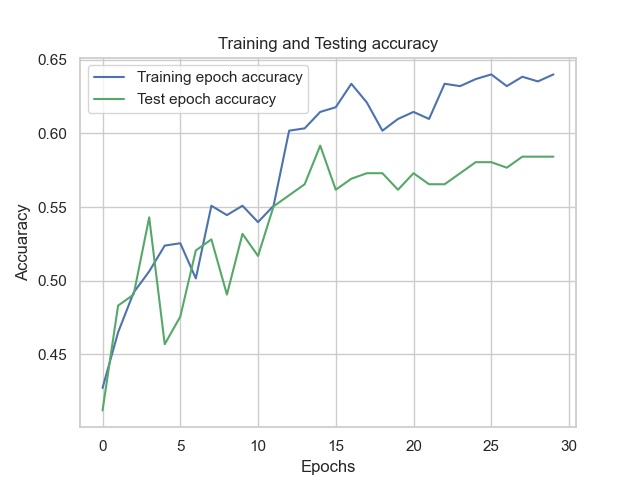 Training and Testing accuracy
0.65
0.60
0.55
0.50
0.45
Accuaracy
Training epoch accuracy
Test epoch accuracy
0 5 10 15 20 25 30
Epochs